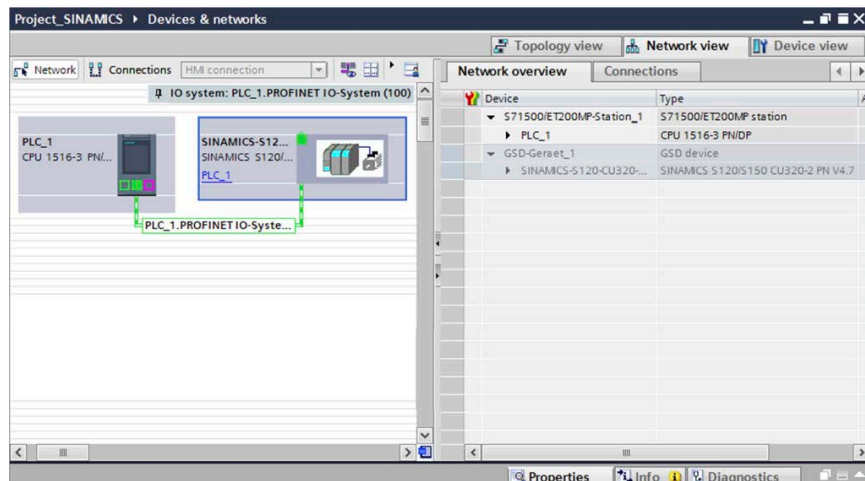 Project_SINAMICS ▸ Devices & networks
Topology view Network view Device view
Network Connections HMI connection
Network overview Connections
IO system: PLC_1.PROFINET IO-System (100)
Device Type
S71500/ET200MP-Station_1 S71500/ET200MP station
PLC_1 CPU 1516-3 PN/DP
GSD-Geraet_1 GSD device
SINAMICS-S120-CU320-... SINAMICS S120/S150 CU320-2 PN V4.7
PLC_1
CPU 1516-3 PN/...
SINAMICS-S12...
SINAMICS S120/...
PLC_1
PLC_1.PROFINET IO-Syste...
Properties Info Diagnostics